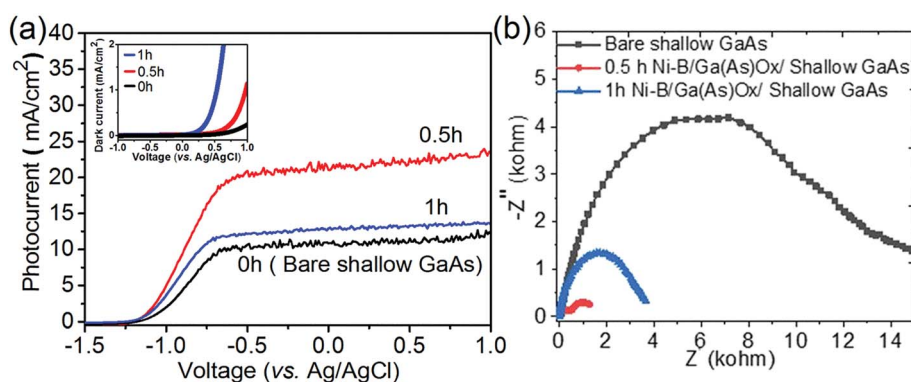 (a)
40
35
30
25
20
15
10
5
0
Photocurrent ( mA/cm²)
-1.5
-1.0
-0.5
0.0
0.5
1.0
Voltage (vs. Ag/AgCl)
2
1
0
Dark current (mA/cm²)
-1.0
-0.5
0.0
0.5
1.0
Voltage (vs. Ag/AgCl)
1h
0.5h
0h
0.5h
1h
0h ( Bare shallow GaAs)
(b)
6
5
4
3
2
1
0
-Z" (kohm)
0
2
4
6
8
10
12
14
Z' (kohm)
Bare shallow GaAs
0.5 h Ni-B/Ga(As)Ox/ Shallow GaAs
1h Ni-B/Ga(As)Ox/ Shallow GaAs